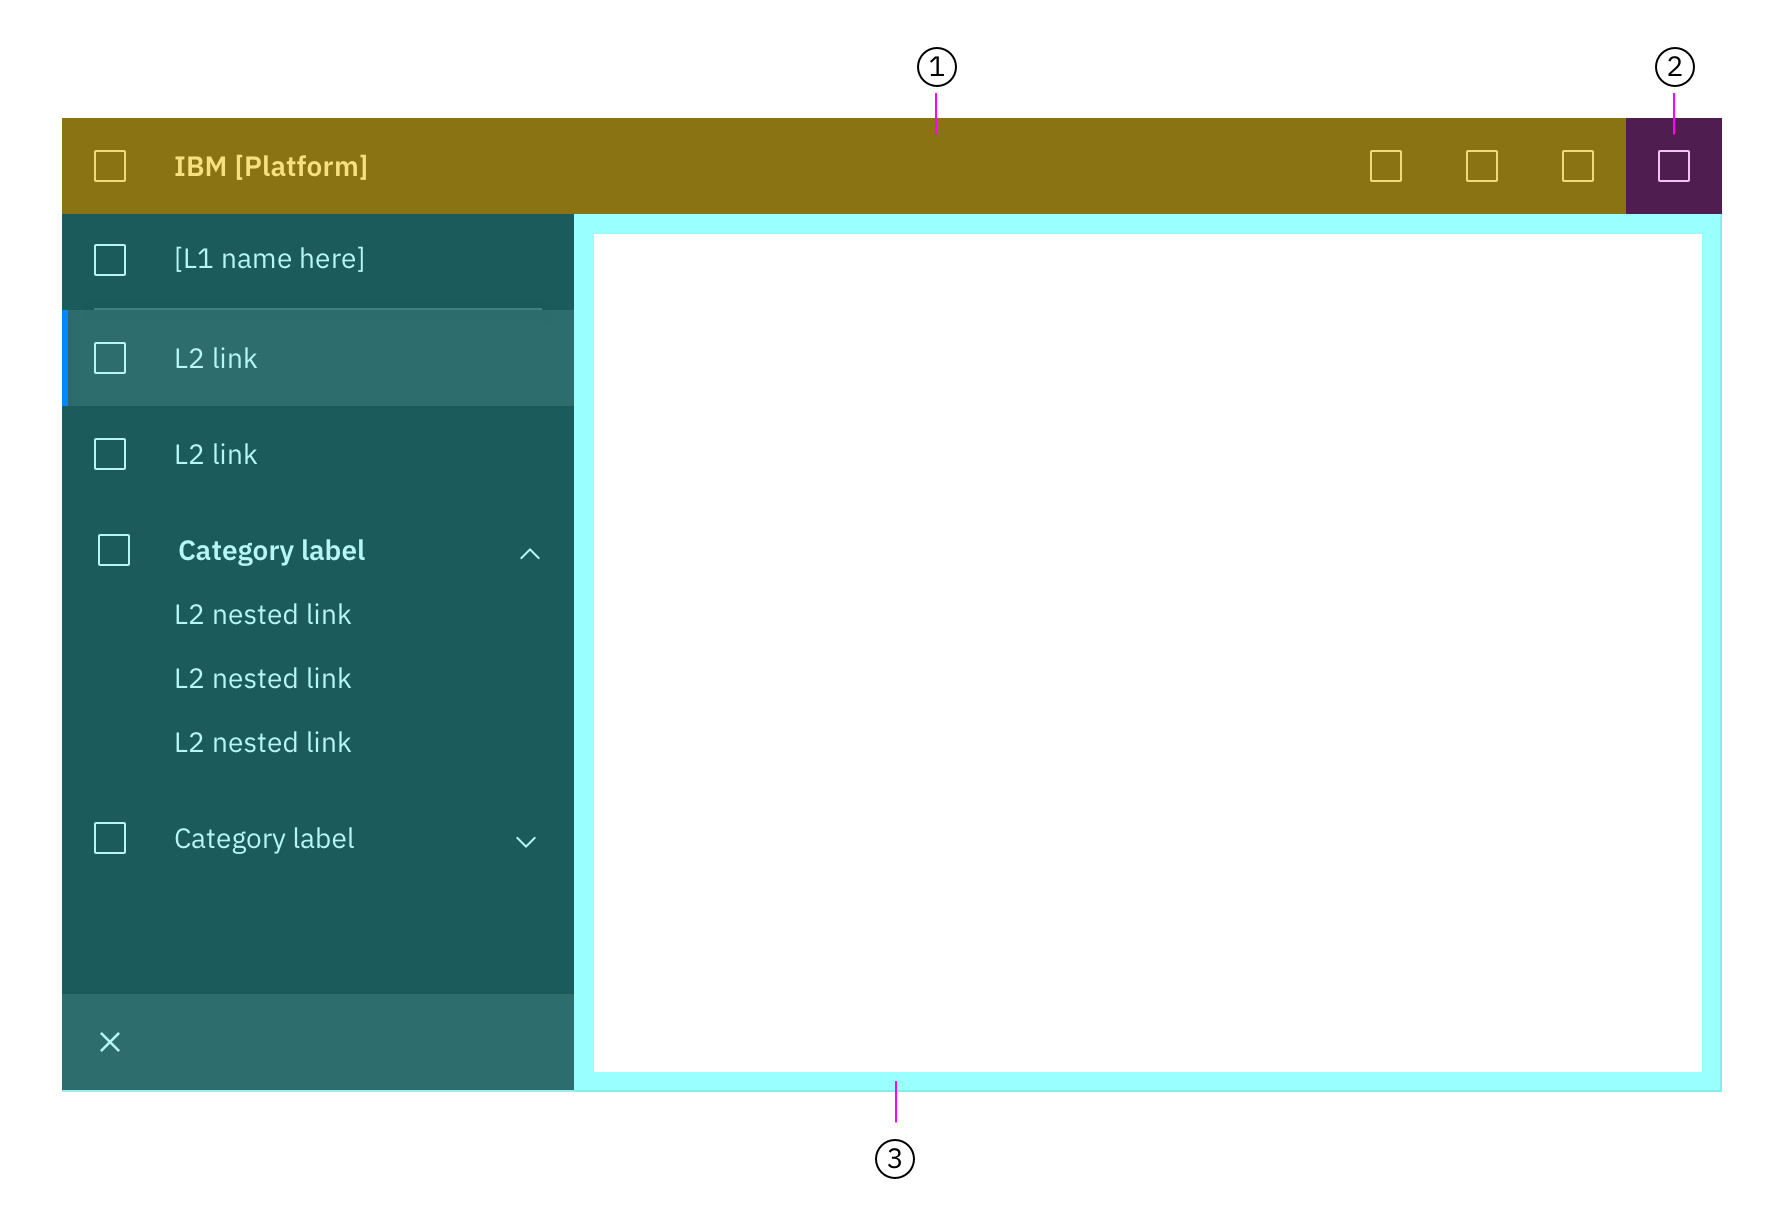 1
2
IBM [Platform]
[L1 name here]
L2 link
L2 link
Category label
L2 nested link
L2 nested link
L2 nested link
Category label
3